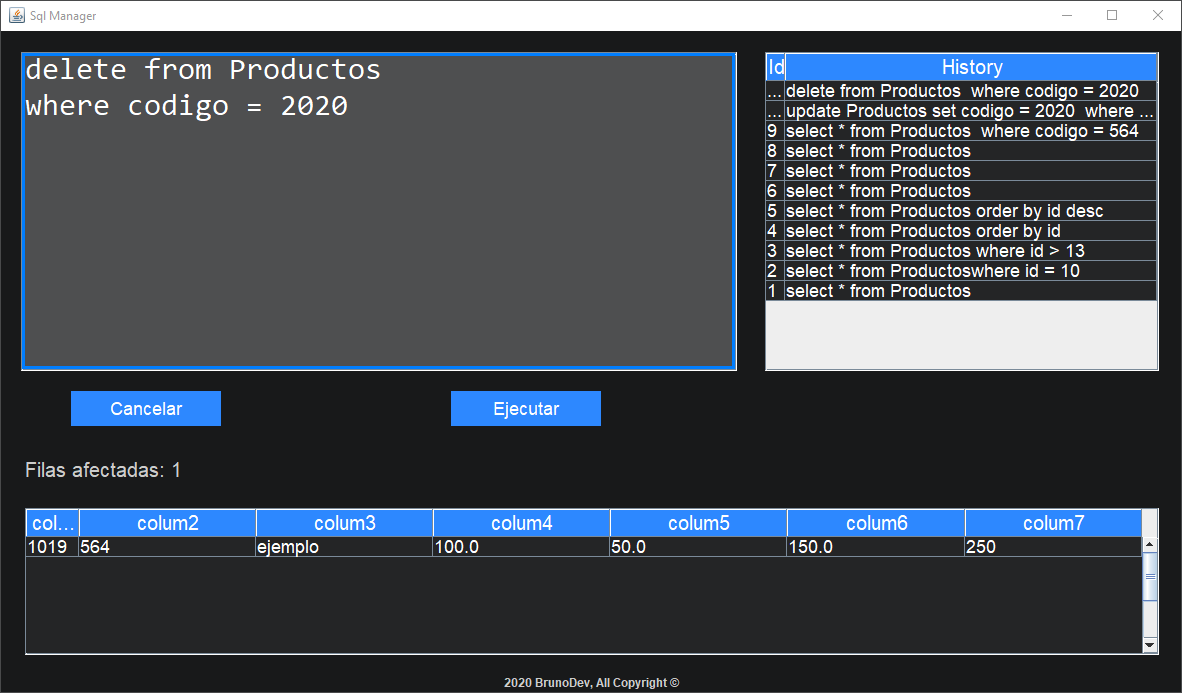 Sql Manager
delete from Productos
where codigo = 2020
Id History
... delete from Productos  where codigo = 2020
... update Productos set codigo = 2020  where ...
9 select * from Productos  where codigo = 564
8 select * from Productos
7 select * from Productos
6 select * from Productos
5 select * from Productos order by id desc
4 select * from Productos order by id
3 select * from Productos where id > 13
2 select * from Productoswhere id = 10
1 select * from Productos
Cancelar Ejecutar
Filas afectadas: 1
col... colum2 colum3 colum4 colum5 colum6 colum7
1019 564 ejemplo 100.0 50.0 150.0 250
2020 BrunoDev, All Copyright ©